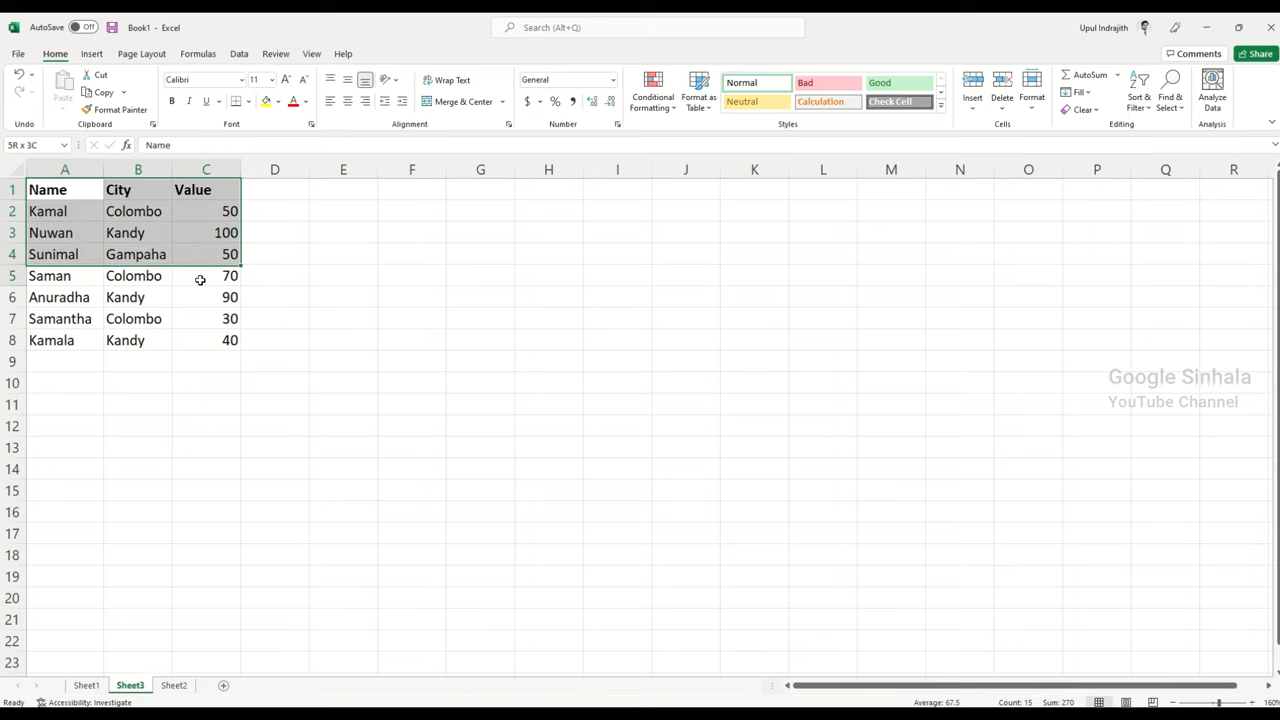 AutoSave Off Book1 - Excel Search (Alt+Q) Upul Indrajith
File Home Insert Page Layout Formulas Data Review View Help Comments Share
Undo
Paste Cut Copy Format Painter
Clipboard
Calibri 11
B I U
Font
Wrap Text
Merge & Center
Alignment
General
$ % ,
Number
Conditional Formatting Format as Table
Normal Bad Good
Neutral Calculation Check Cell
Styles
Insert Delete Format
Cells
AutoSum
Fill
Clear
Sort & Filter Find & Select
Editing
Analyze Data
Analysis
5R x 3C fx Name
A B C D E F G H I J K L M N O P Q R
1 Name City Value
2 Kamal Colombo 50
3 Nuwan Kandy 100
4 Sunimal Gampaha 50
5 Saman Colombo 70
6 Anuradha Kandy 90
7 Samantha Colombo 30
8 Kamala Kandy 40
9
10
11
12
13
14
15
16
17
18
19
20
21
22
23
Google Sinhala
YouTube Channel
Sheet1 Sheet3 Sheet2
Ready Accessibility: Investigate Average: 67.5 Count: 15 Sum: 270 160%